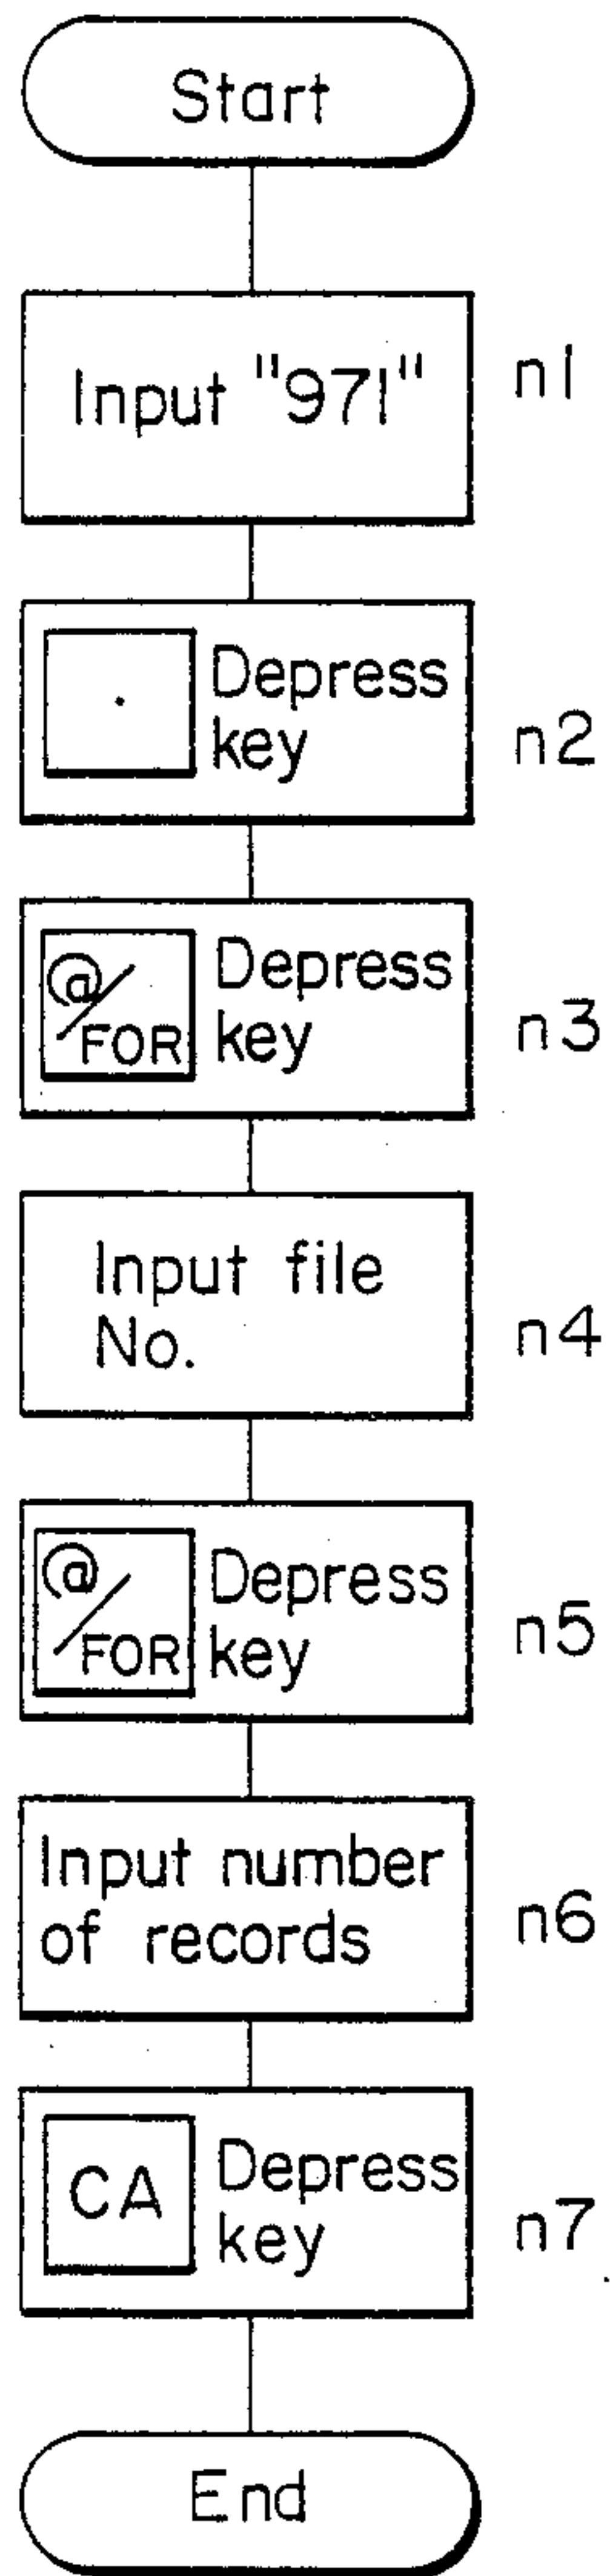 Start
Input "971"
n1
. Depress
key
n2
@/FOR Depress
key
n3
Input file
No.
n4
@/FOR Depress
key
n5
Input number
of records
n6
CA Depress
key
n7
End